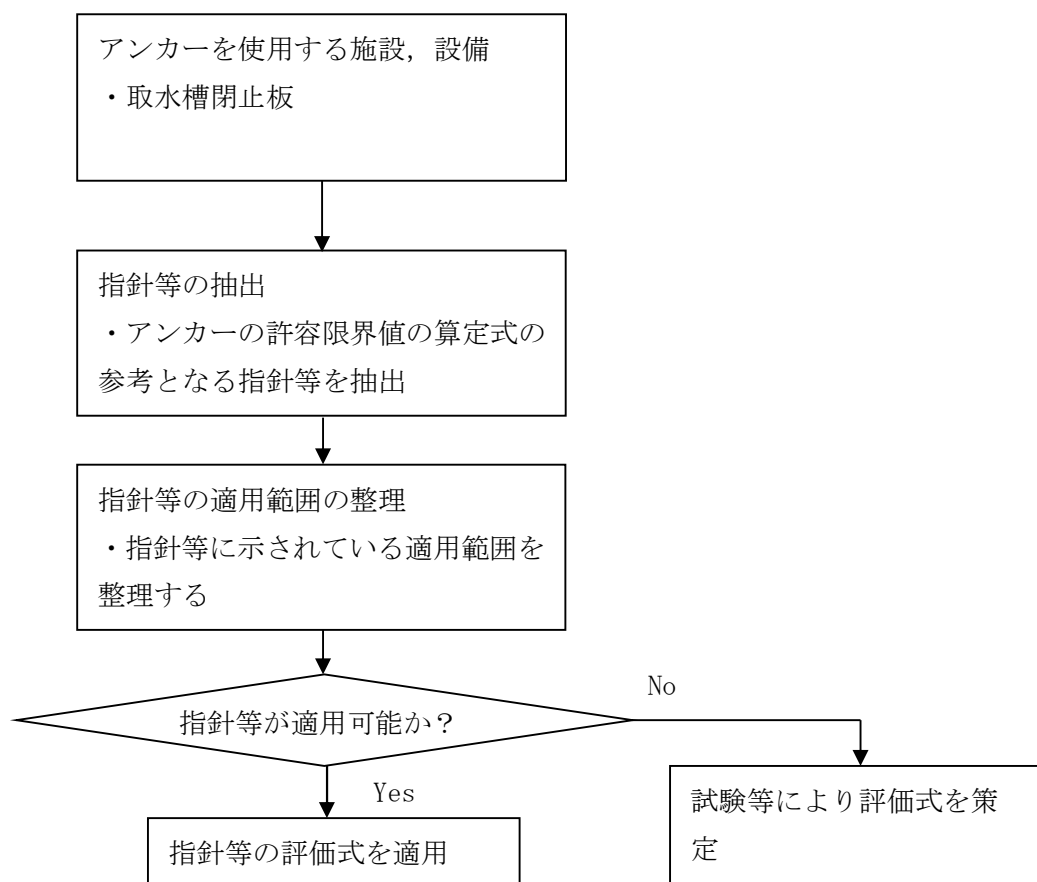 アンカーを使用する施設，設備
・取水槽閉止板
指針等の抽出
・アンカーの許容限界値の算定式の
参考となる指針等を抽出
指針等の適用範囲の整理
・指針等に示されている適用範囲を
整理する
指針等が適用可能か？
No
Yes
指針等の評価式を適用
試験等により評価式を策
定